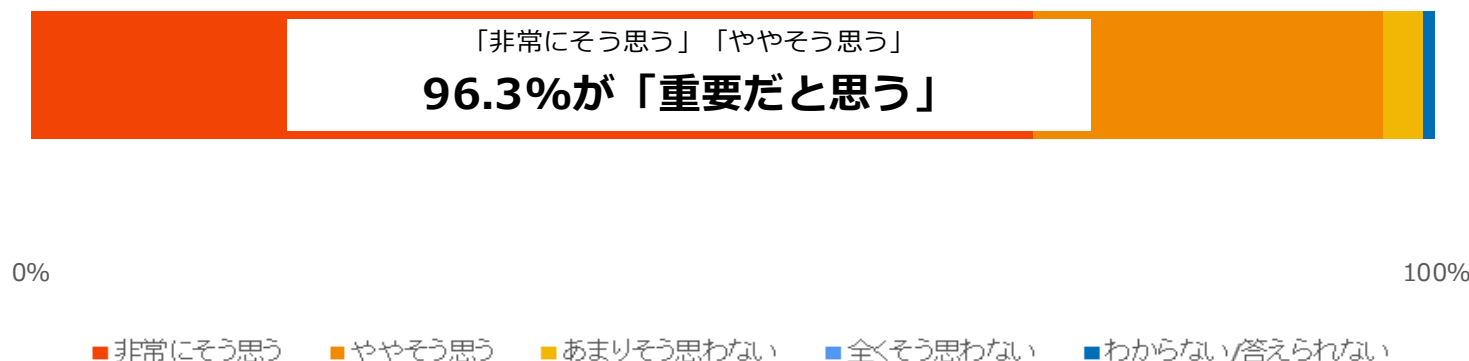 「非常にそう思う」「ややそう思う」
96.3%が「重要だと思う」
0% 100%
非常にそう思う ややそう思う あまりそう思わない 全くそう思わない わからない/答えられない